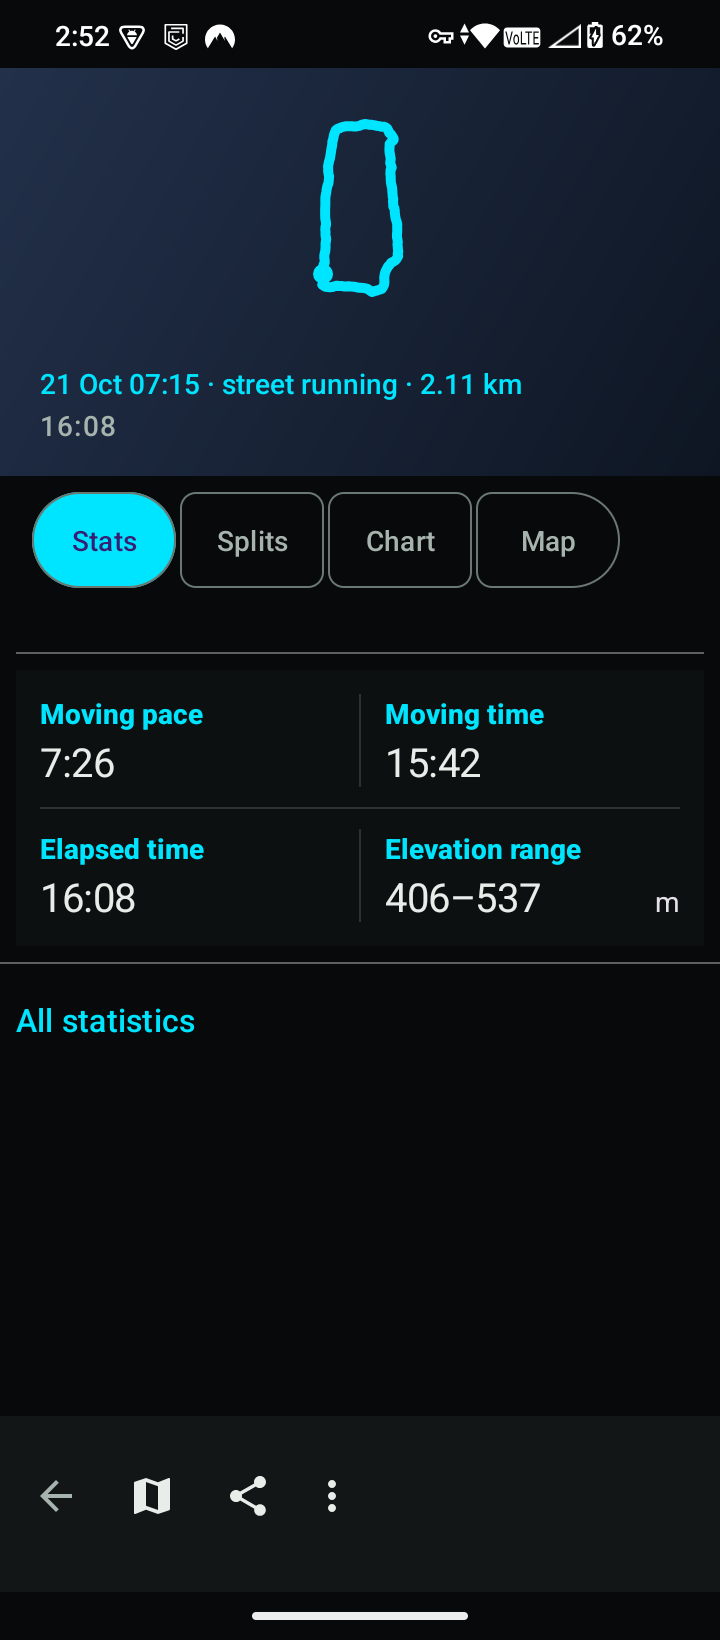 2:52 VoLTE 62%
21 Oct 07:15 · street running · 2.11 km
16:08
Stats Splits Chart Map
Moving pace Moving time
7:26 15:42
Elapsed time Elevation range
16:08 406–537 m
All statistics